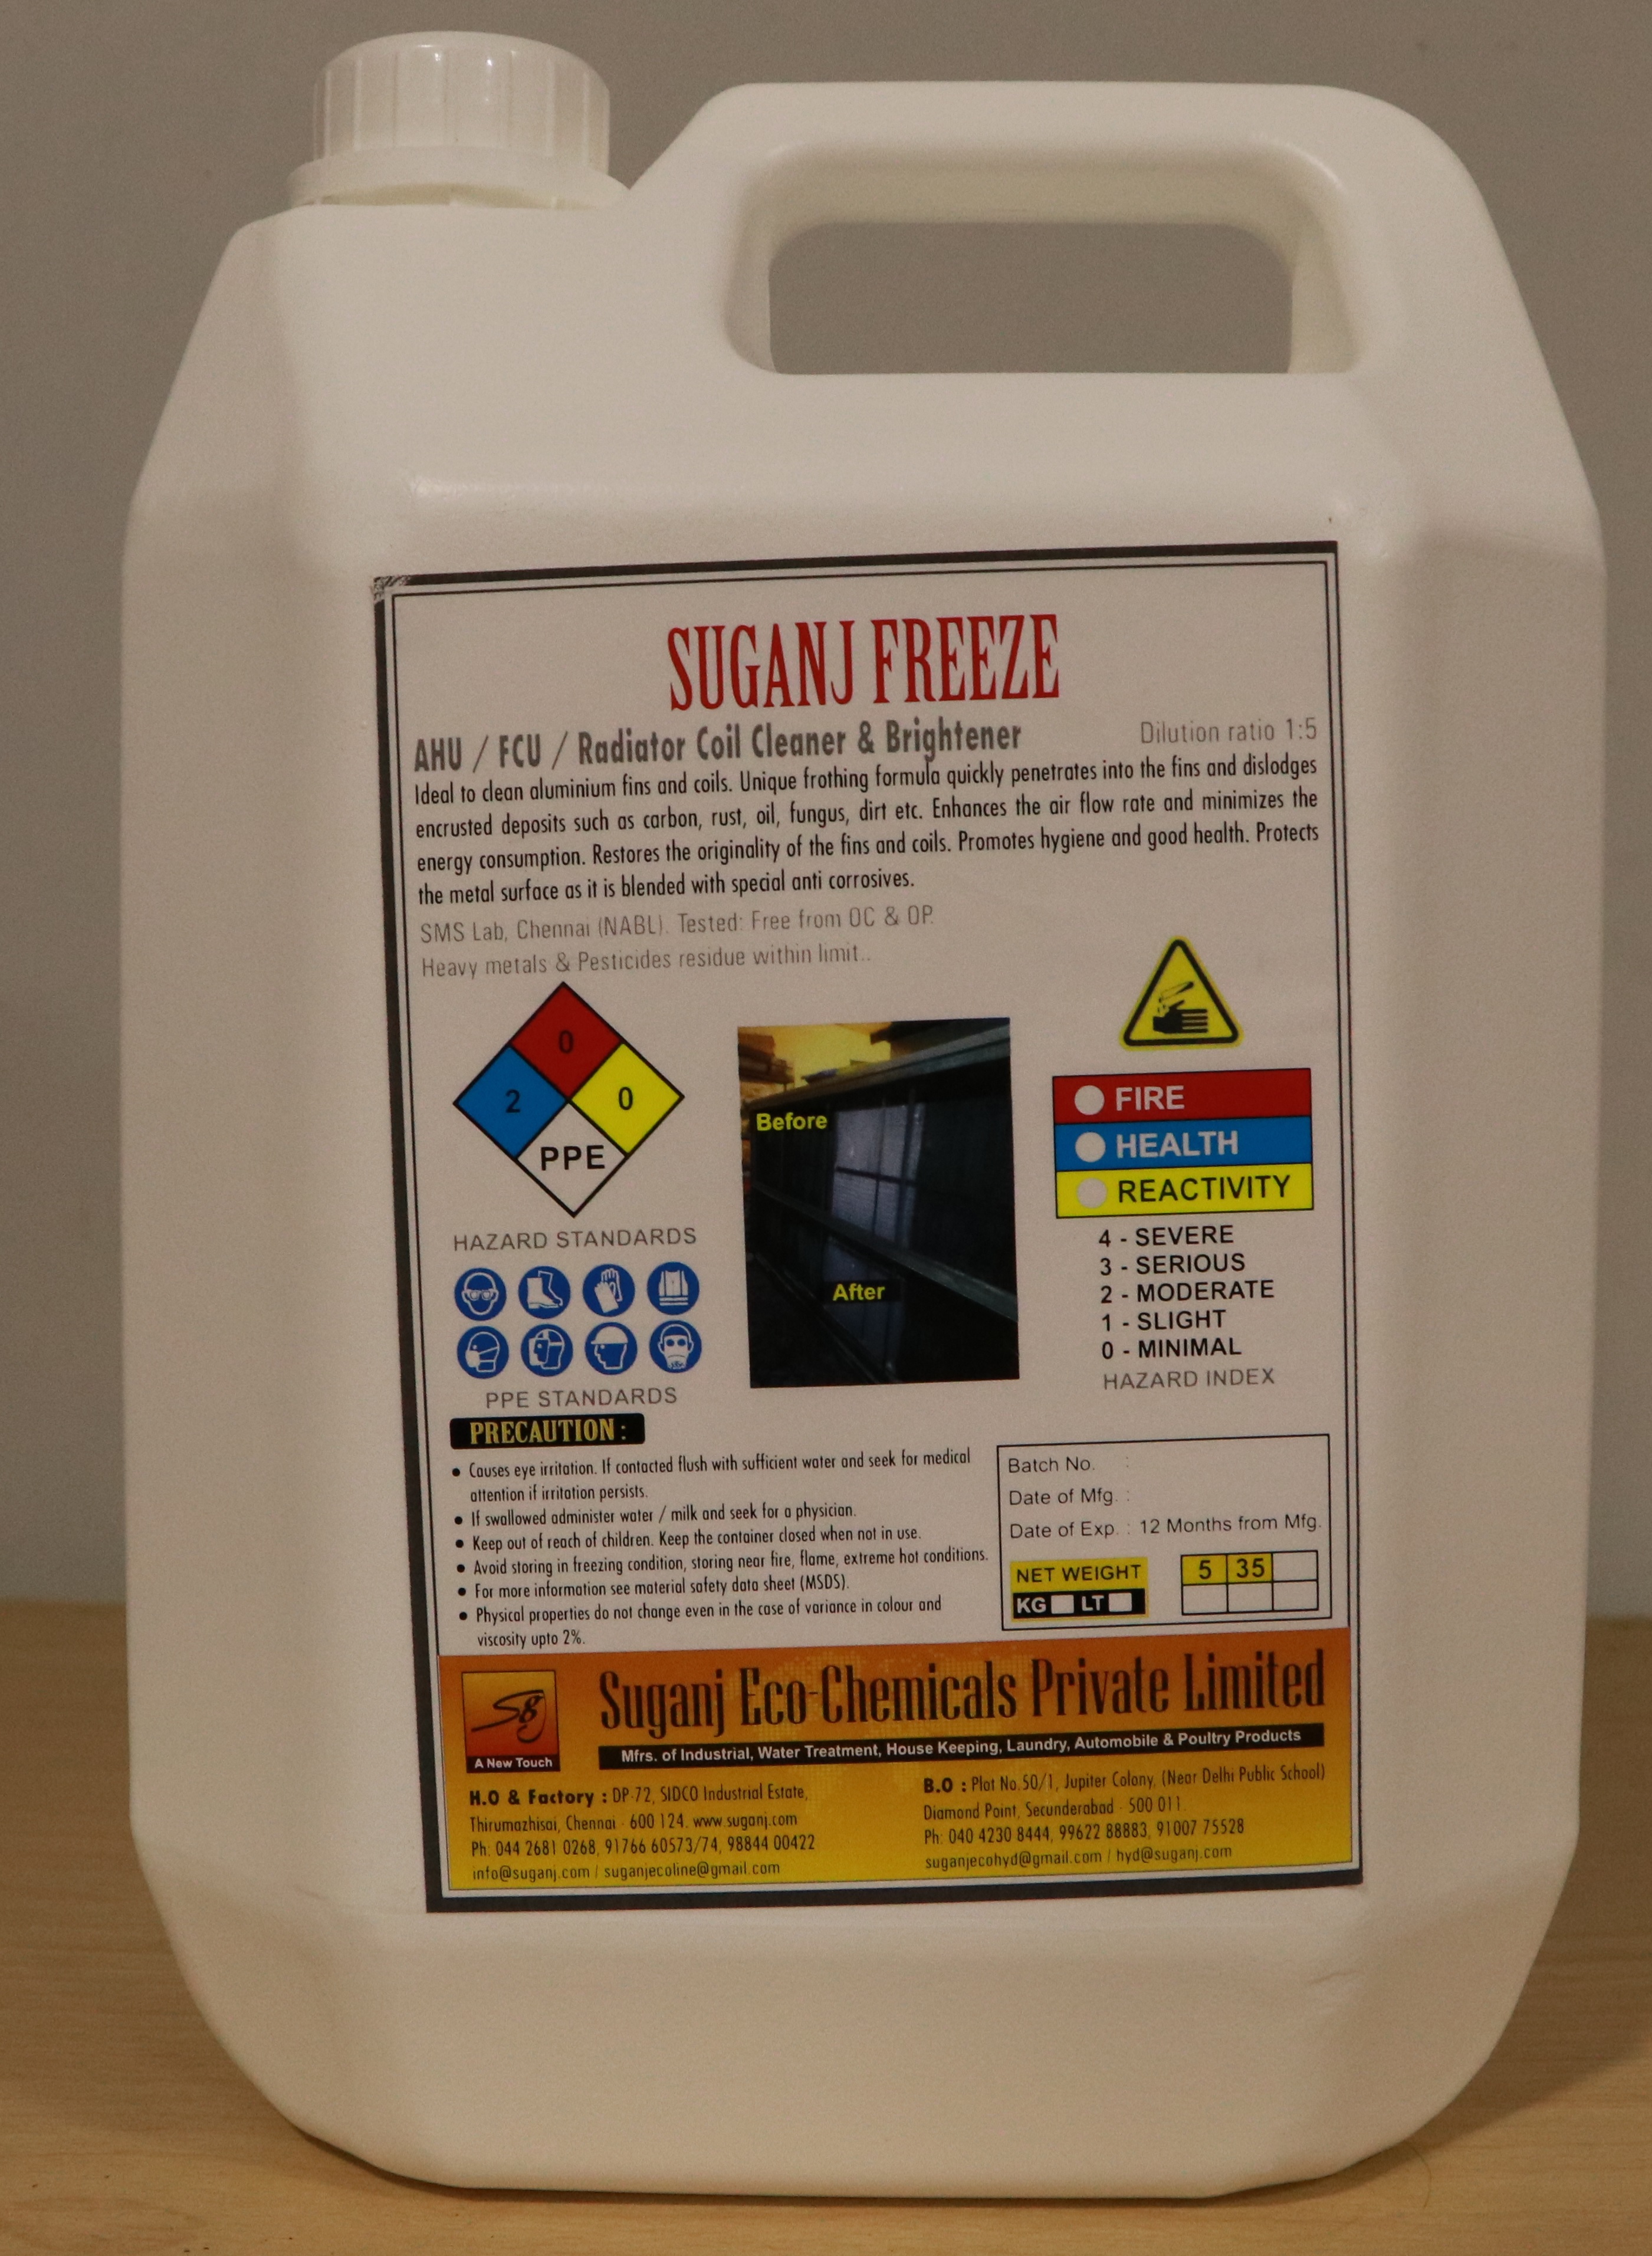 SUGANJ FREEZE
AHU / FCU / Radiator Coil Cleaner & Brightener
Dilution ratio 1:5
Ideal to clean aluminium fins and coils. Unique frothing formula quickly penetrates into the fins and dislodges
encrusted deposits such as carbon, rust, oil, fungus, dirt etc. Enhances the air flow rate and minimizes the
energy consumption. Restores the originality of the fins and coils. Promotes hygiene and good health. Protects
the metal surface as it is blended with special anti corrosives.
SMS Lab, Chennai (NABL). Tested: Free from OC & OP.
Heavy metals & Pesticides residue within limit..
0
2
0
PPE
HAZARD STANDARDS
PPE STANDARDS
Before
After
FIRE
HEALTH
REACTIVITY
4 - SEVERE
3 - SERIOUS
2 - MODERATE
1 - SLIGHT
0 - MINIMAL
HAZARD INDEX
PRECAUTION :
• Causes eye irritation. If contacted flush with sufficient water and seek for medical
attention if irritation persists.
• If swallowed administer water / milk and seek for a physician.
• Keep out of reach of children. Keep the container closed when not in use.
• Avoid storing in freezing condition, storing near fire, flame, extreme hot conditions.
• For more information see material safety data sheet (MSDS).
• Physical properties do not change even in the case of variance in colour and
viscosity upto 2%.
Batch No. :
Date of Mfg. :
Date of Exp. : 12 Months from Mfg.
NET WEIGHT
KG LT
5 35
SBJ
A New Touch
Suganj Eco-Chemicals Private Limited
Mfrs. of Industrial, Water Treatment, House Keeping, Laundry, Automobile & Poultry Products
H.O & Factory : DP-72, SIDCO Industrial Estate,
Thirumazhisai, Chennai - 600 124. www.suganj.com
Ph: 044 2681 0268, 91766 60573/74, 98844 00422
info@suganj.com / suganjecoline@gmail.com
B.O : Plot No.50/1, Jupiter Colony, (Near Delhi Public School)
Diamond Point, Secunderabad - 500 011.
Ph: 040 4230 8444, 99622 88883, 91007 75528
suganjecohyd@gmail.com / hyd@suganj.com